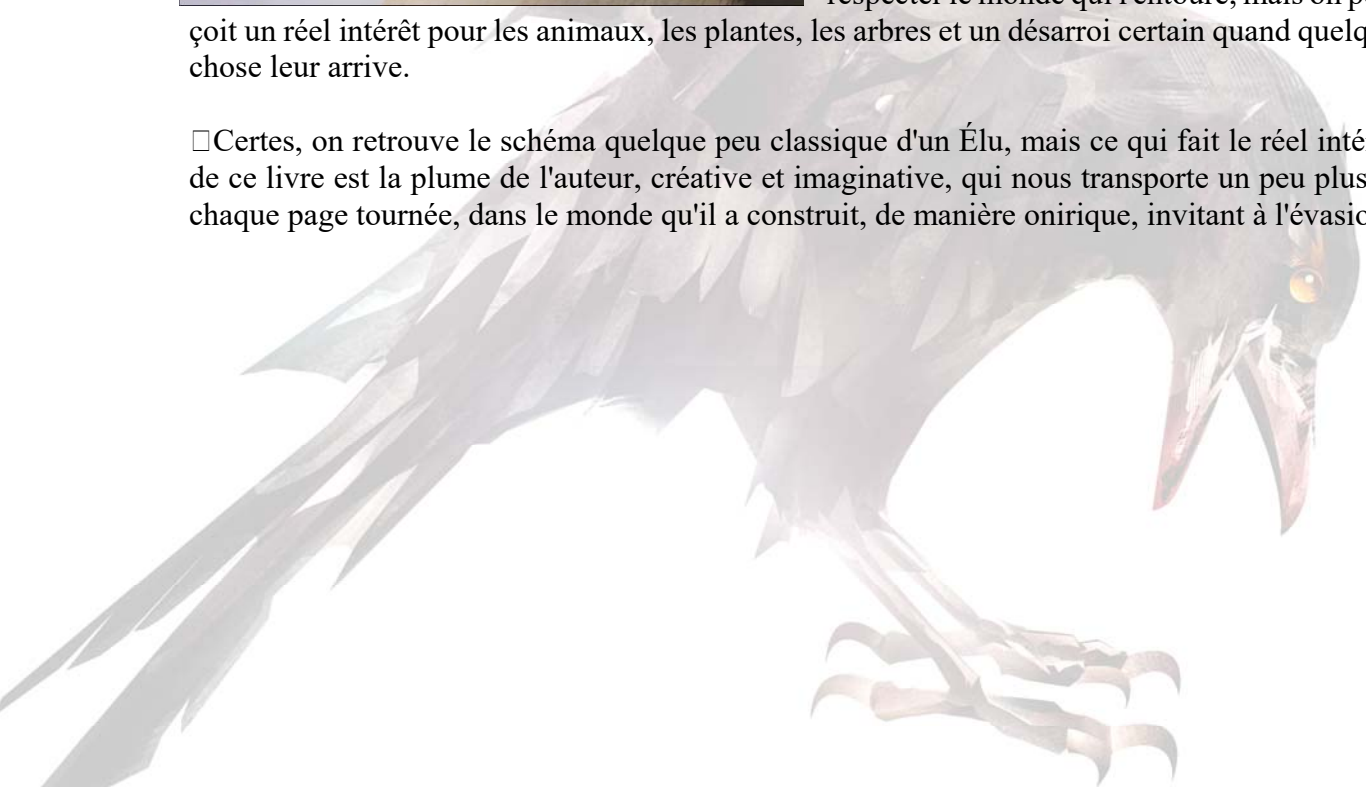 respecter le monde qui l'entoure, mais on p
çoit un réel intérêt pour les animaux, les plantes, les arbres et un désarroi certain quand quelq
chose leur arrive.
□Certes, on retrouve le schéma quelque peu classique d'un Élu, mais ce qui fait le réel inté
de ce livre est la plume de l'auteur, créative et imaginative, qui nous transporte un peu plus
chaque page tournée, dans le monde qu'il a construit, de manière onirique, invitant à l'évasio